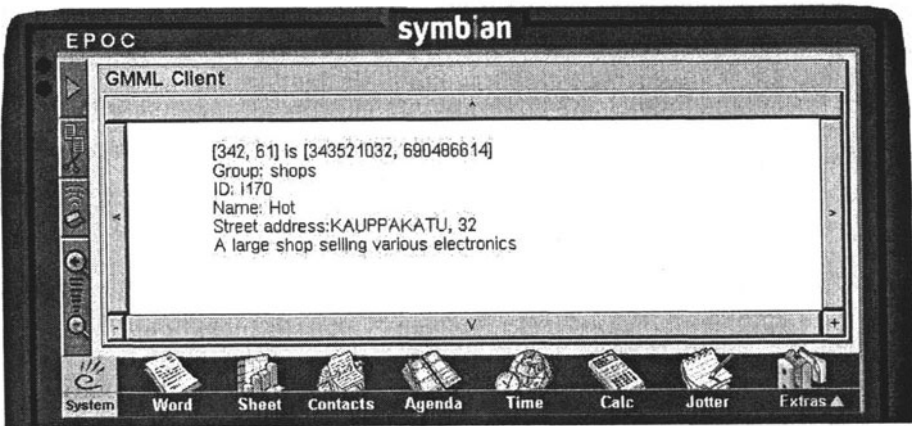 EPOC
symbian
GMML Client
[342, 61] is [343521032, 690486614]
Group: shops
ID: i170
Name: Hot
Street address:KAUPPAKATU, 32
A large shop selling various electronics
System Word Sheet Contacts Agenda Time Calc Jotter Extras